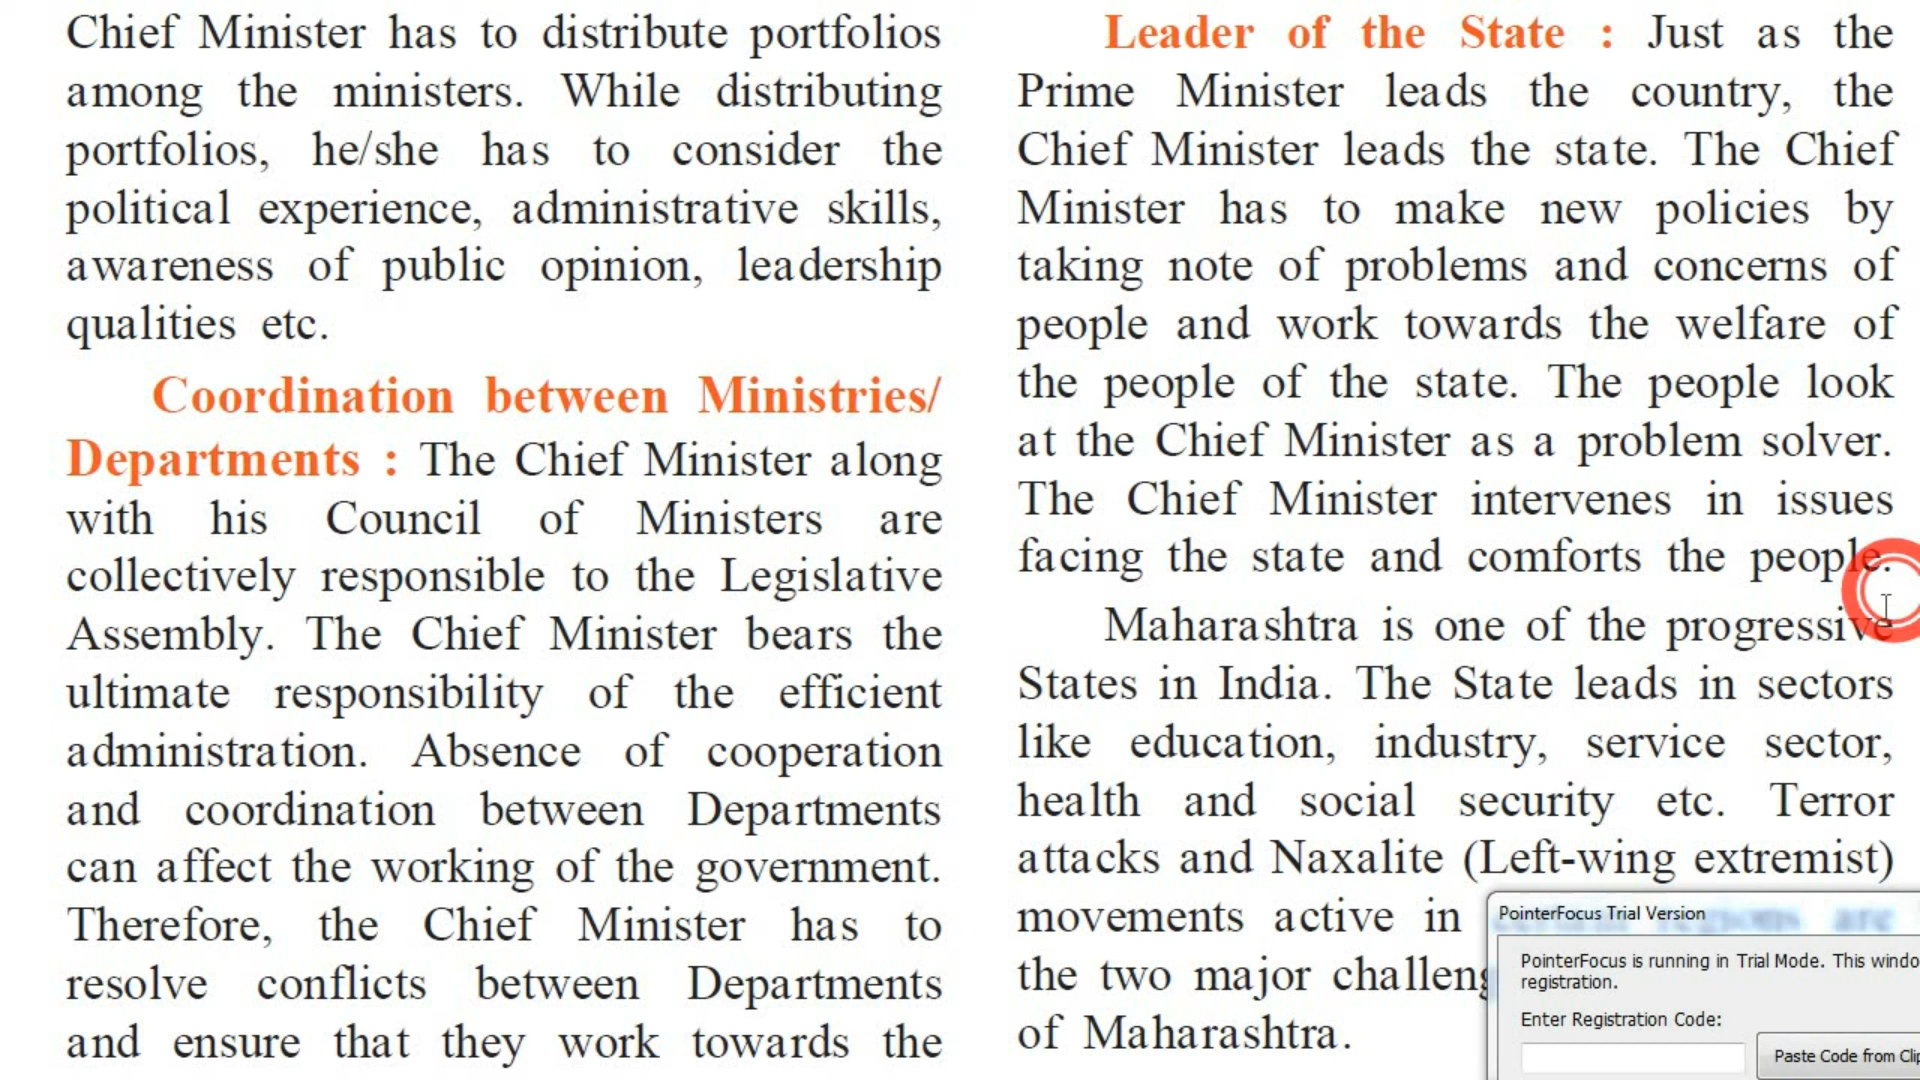 Chief Minister has to distribute portfolios
among the ministers. While distributing
portfolios, he/she has to consider the
political experience, administrative skills,
awareness of public opinion, leadership
qualities etc.
Coordination between Ministries/
Departments : The Chief Minister along
with his Council of Ministers are
collectively responsible to the Legislative
Assembly. The Chief Minister bears the
ultimate responsibility of the efficient
administration. Absence of cooperation
and coordination between Departments
can affect the working of the government.
Therefore, the Chief Minister has to
resolve conflicts between Departments
and ensure that they work towards the
Leader of the State : Just as the
Prime Minister leads the country, the
Chief Minister leads the state. The Chief
Minister has to make new policies by
taking note of problems and concerns of
people and work towards the welfare of
the people of the state. The people look
at the Chief Minister as a problem solver.
The Chief Minister intervenes in issues
facing the state and comforts the people.
Maharashtra is one of the progressive
States in India. The State leads in sectors
like education, industry, service sector,
health and social security etc. Terror
attacks and Naxalite (Left-wing extremist)
movements active in certain regions are
the two major challeng
of Maharashtra.
PointerFocus Trial Version
PointerFocus is running in Trial Mode. This windo
registration.
Enter Registration Code:
Paste Code from Clip